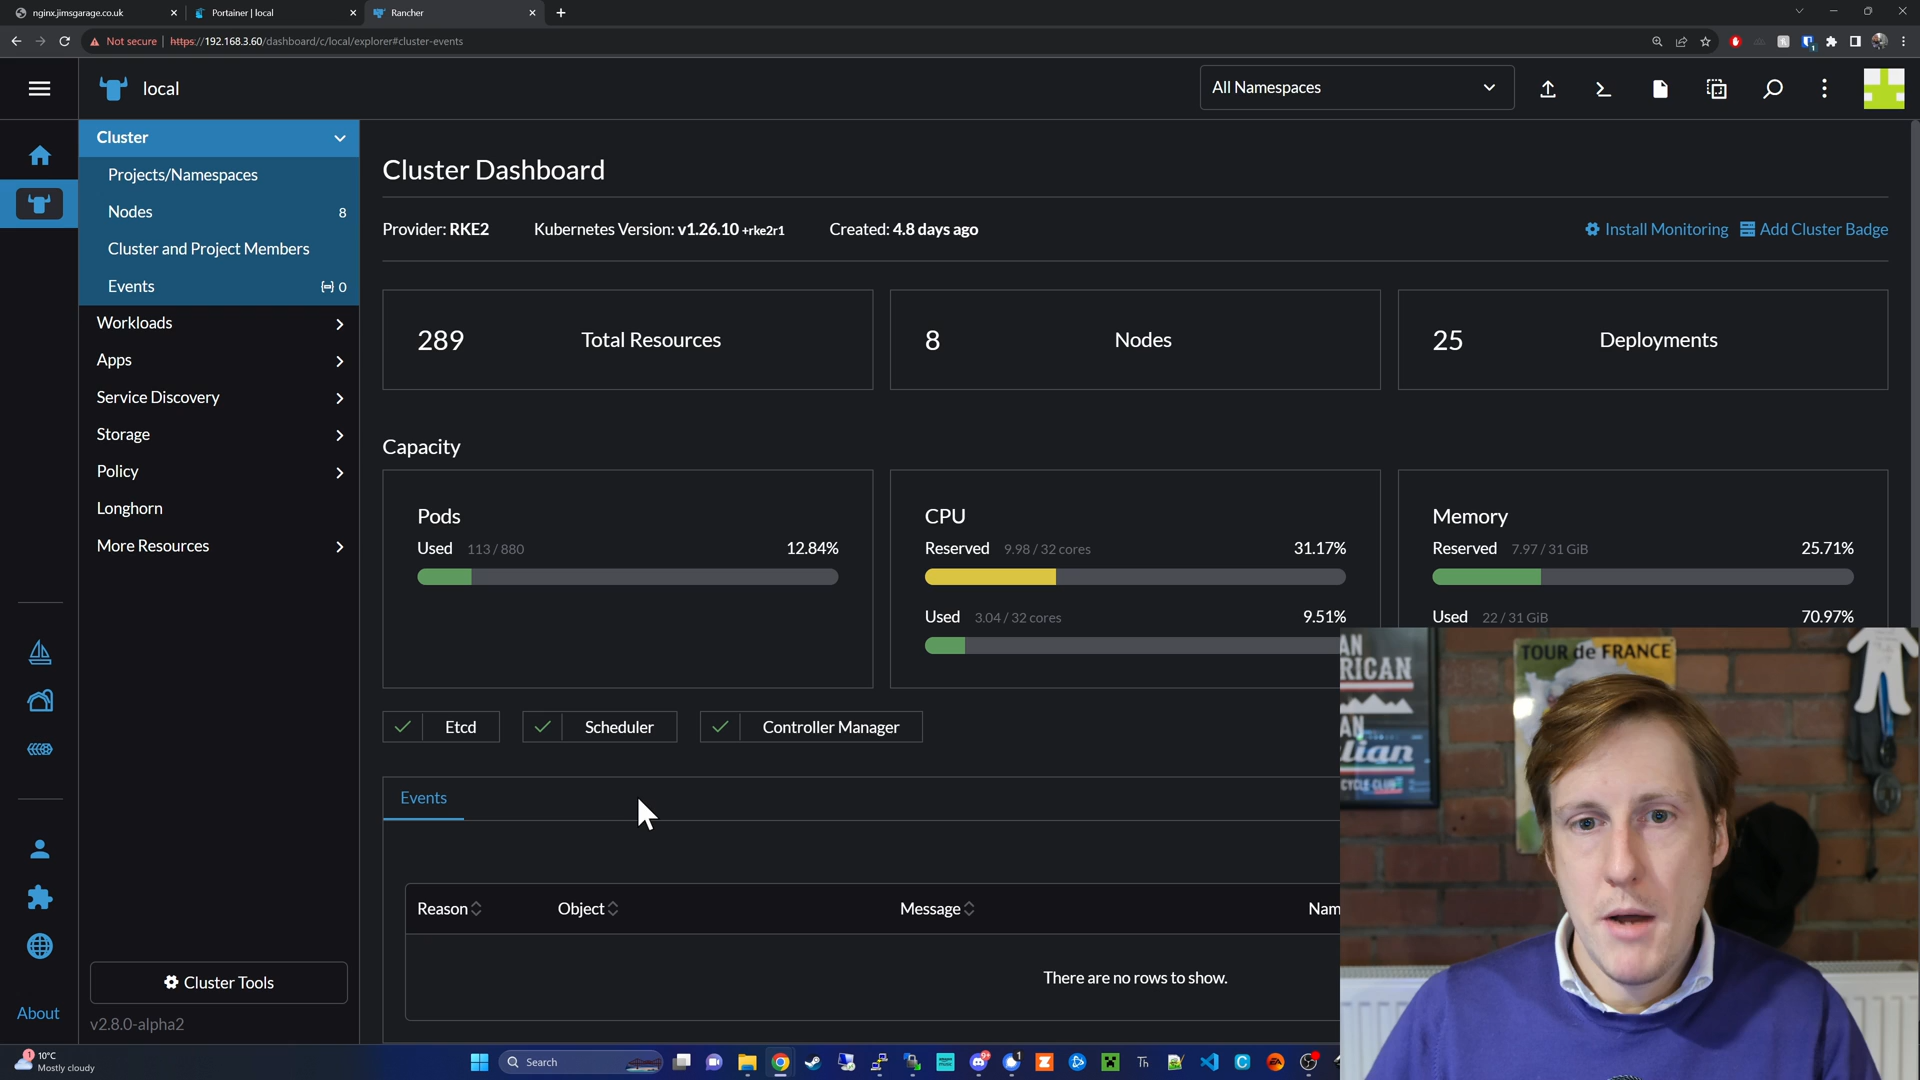 nginx.jimsgarage.co.uk
Portainer | local
Rancher
Not secure
https://192.168.3.60/dashboard/c/local/explorer#cluster-events
local
All Namespaces
Cluster
Projects/Namespaces
Nodes 8
Cluster and Project Members
Events 0
Workloads
Apps
Service Discovery
Storage
Policy
Longhorn
More Resources
Cluster Tools
About
v2.8.0-alpha2
Cluster Dashboard
Provider: RKE2 Kubernetes Version: v1.26.10 +rke2r1 Created: 4.8 days ago
Install Monitoring Add Cluster Badge
289 Total Resources
8 Nodes
25 Deployments
Capacity
Pods
Used 113 / 880 12.84%
CPU
Reserved 9.98 / 32 cores 31.17%
Used 3.04 / 32 cores 9.51%
Memory
Reserved 7.97 / 31 GiB 25.71%
Used 22 / 31 GiB 70.97%
Etcd
Scheduler
Controller Manager
Events
Reason Object Message Nam
There are no rows to show.
AN
RICAN
AN
lian
CYCLE CLUB
TOUR de FRANCE
10°C
Mostly cloudy
Search